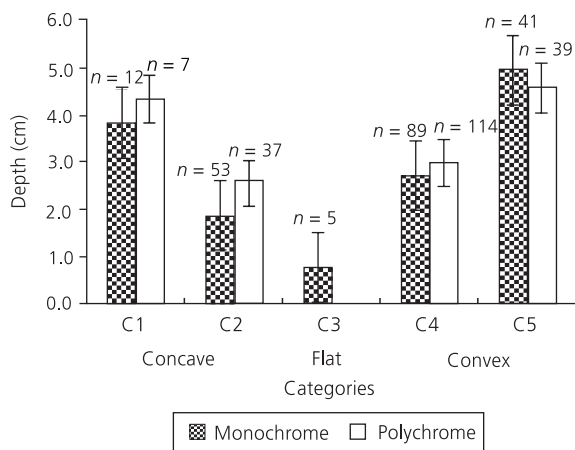 6.0
5.0
4.0
3.0
2.0
1.0
0.0
Depth (cm)
n = 12
n = 7
n = 53
n = 37
n = 5
n = 89
n = 114
n = 41
n = 39
C1 C2 C3 C4 C5
Concave Flat Convex
Categories
Monochrome Polychrome